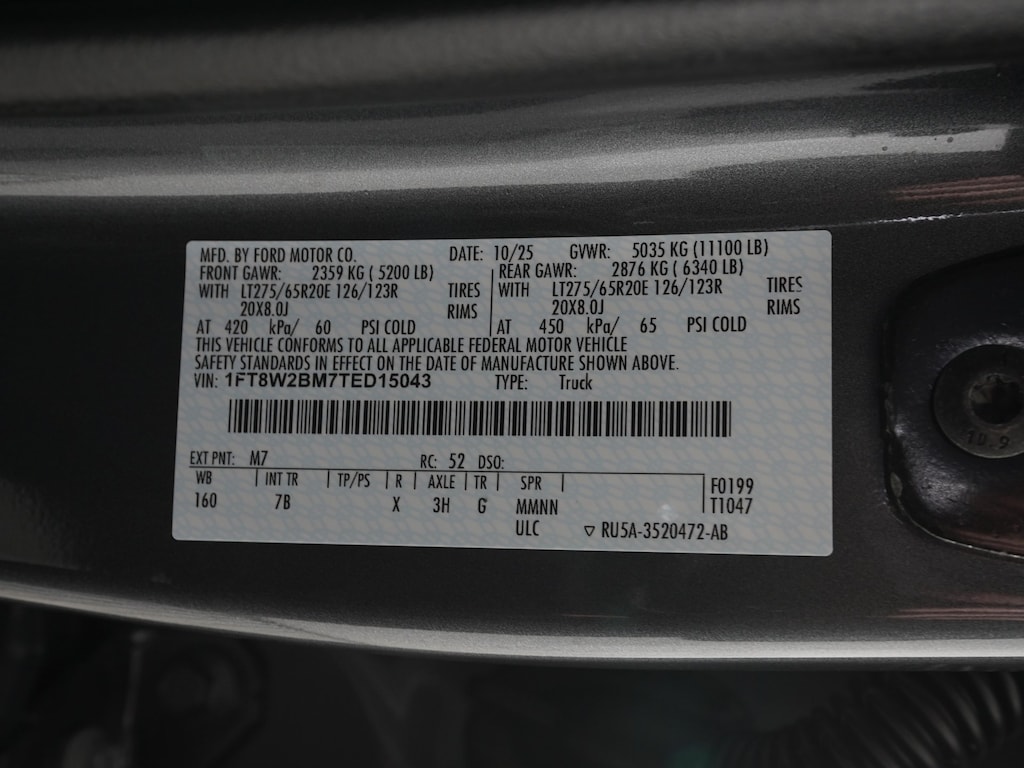 MFD. BY FORD MOTOR CO. DATE: 10/25 GVWR: 5035 KG (11100 LB)
FRONT GAWR: 2359 KG ( 5200 LB) REAR GAWR: 2876 KG ( 6340 LB)
WITH LT275/65R20E 126/123R TIRES WITH LT275/65R20E 126/123R TIRES
20X8.0J RIMS 20X8.0J RIMS
AT 420 kPa/ 60 PSI COLD AT 450 kPa/ 65 PSI COLD
THIS VEHICLE CONFORMS TO ALL APPLICABLE FEDERAL MOTOR VEHICLE
SAFETY STANDARDS IN EFFECT ON THE DATE OF MANUFACTURE SHOWN ABOVE.
VIN: 1FT8W2BM7TED15043 TYPE: Truck
EXT PNT: M7 RC: 52 DSO:
WB INT TR TP/PS R AXLE TR SPR F0199
160 7B X 3H G MMNN T1047
ULC ▽ RU5A-3520472-AB
10.9